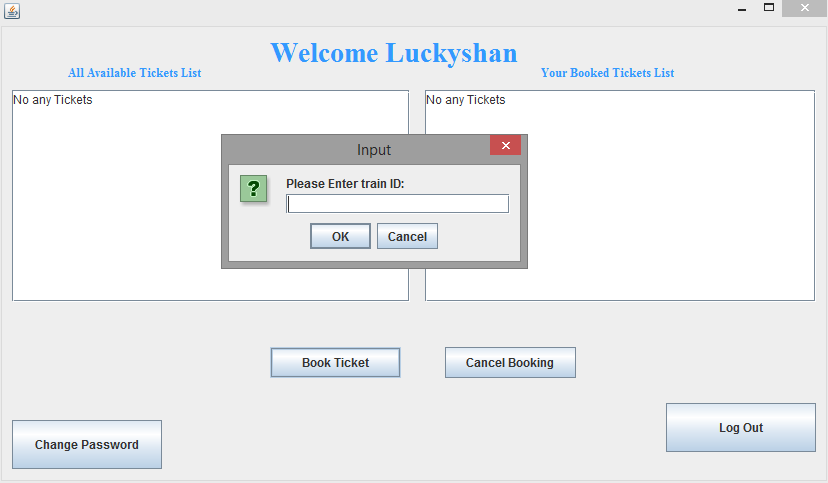 Welcome Luckyshan
All Available Tickets List
Your Booked Tickets List
No any Tickets
No any Tickets
Input
?
Please Enter train ID:
OK
Cancel
Book Ticket
Cancel Booking
Change Password
Log Out